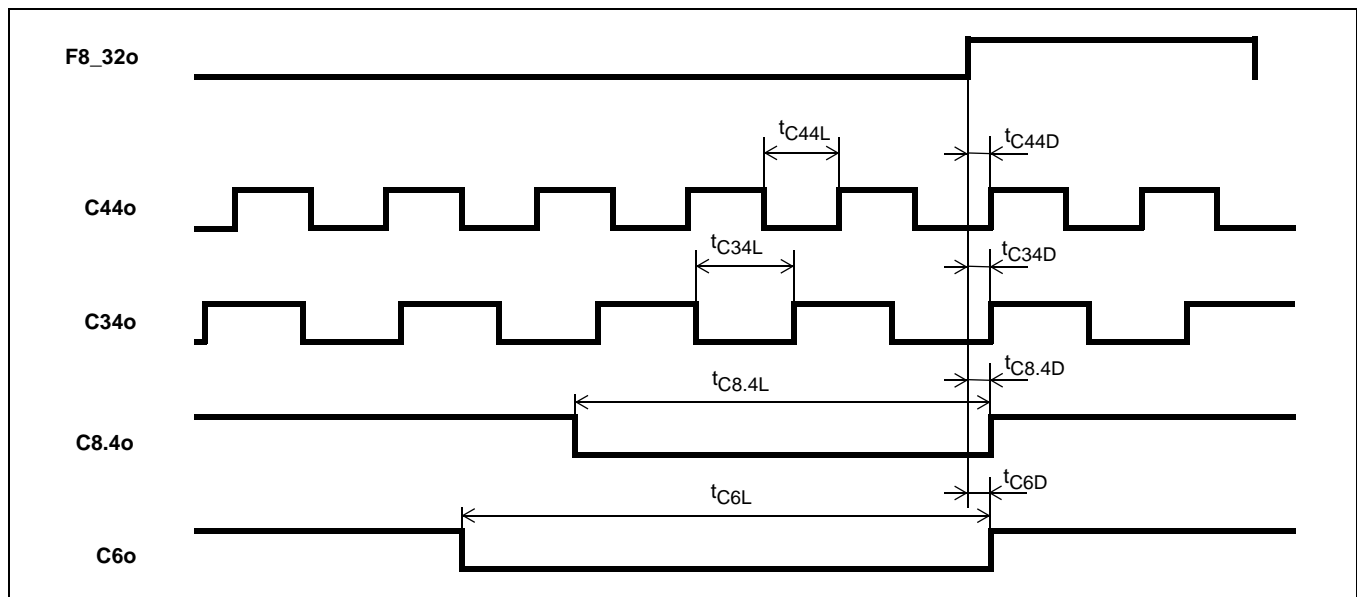 F8_32o
tC44L
tC44D
C44o
tC34L
tC34D
C34o
tC8.4L
tC8.4D
C8.4o
tC6L
tC6D
C6o